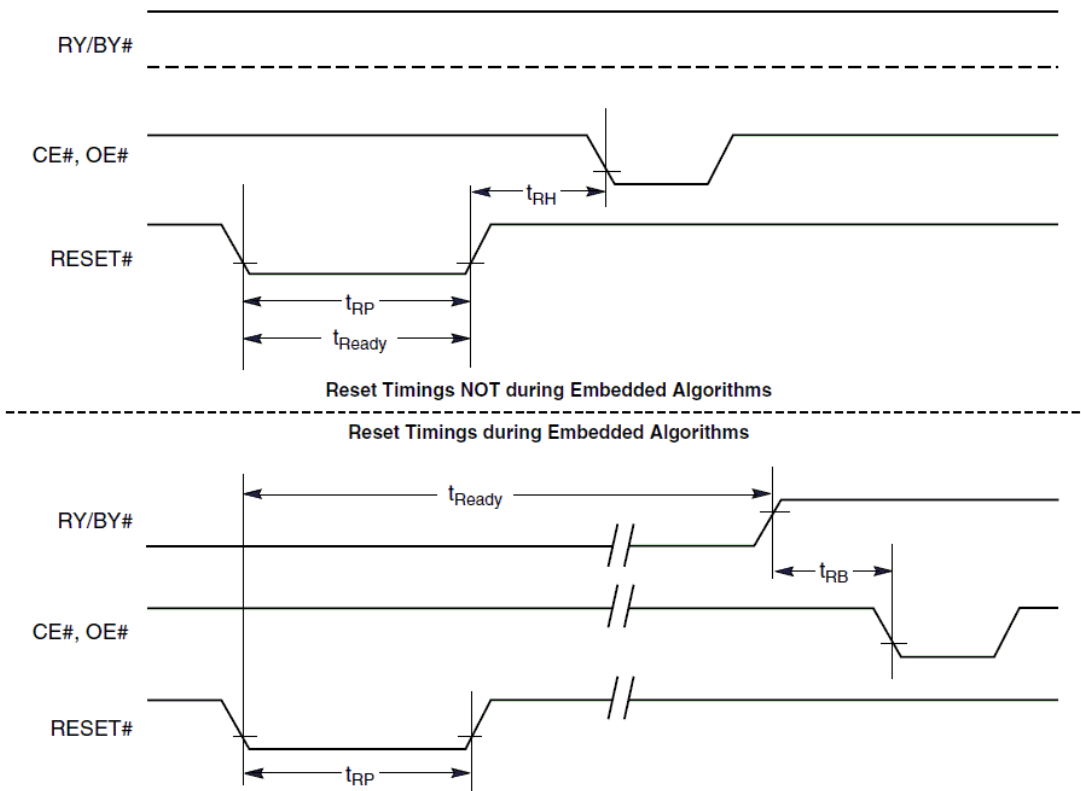 RY/BY#
CE#, OE#
tRH
RESET#
tRP
tReady
Reset Timings NOT during Embedded Algorithms
Reset Timings during Embedded Algorithms
tReady
RY/BY#
tRB
CE#, OE#
RESET#
tRP